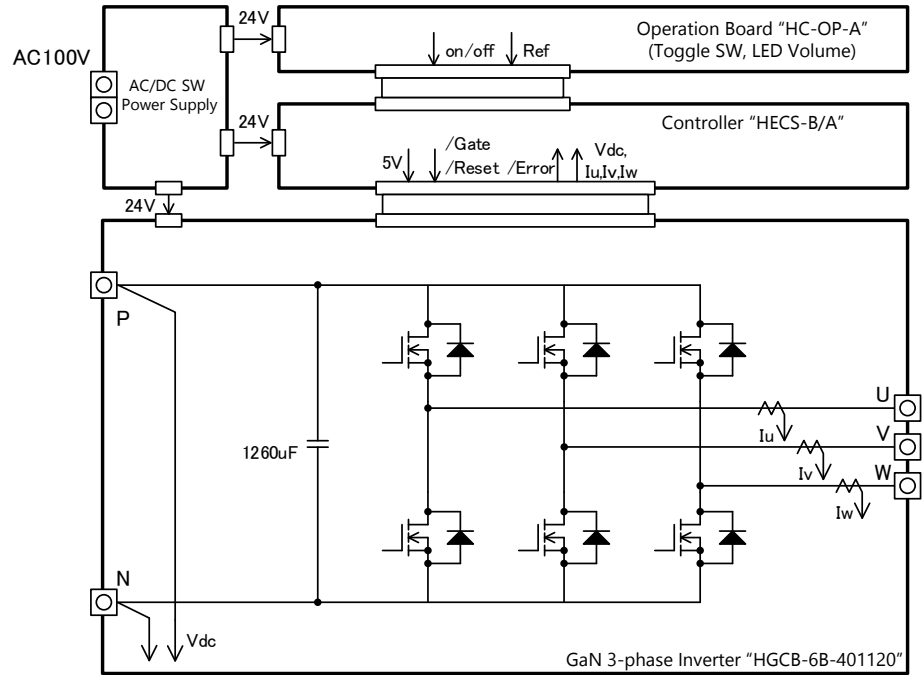 24V
Operation Board “HC-OP-A”
(Toggle SW, LED Volume)
on/off
Ref
AC100V
AC/DC SW
Power Supply
24V
Controller “HECS-B/A”
5V
/Gate
/Reset
/Error
Vdc,
Iu,Iv,Iw
24V
P
1260uF
U
Iu
V
Iv
W
Iw
N
Vdc
GaN 3-phase Inverter “HGCB-6B-401120”